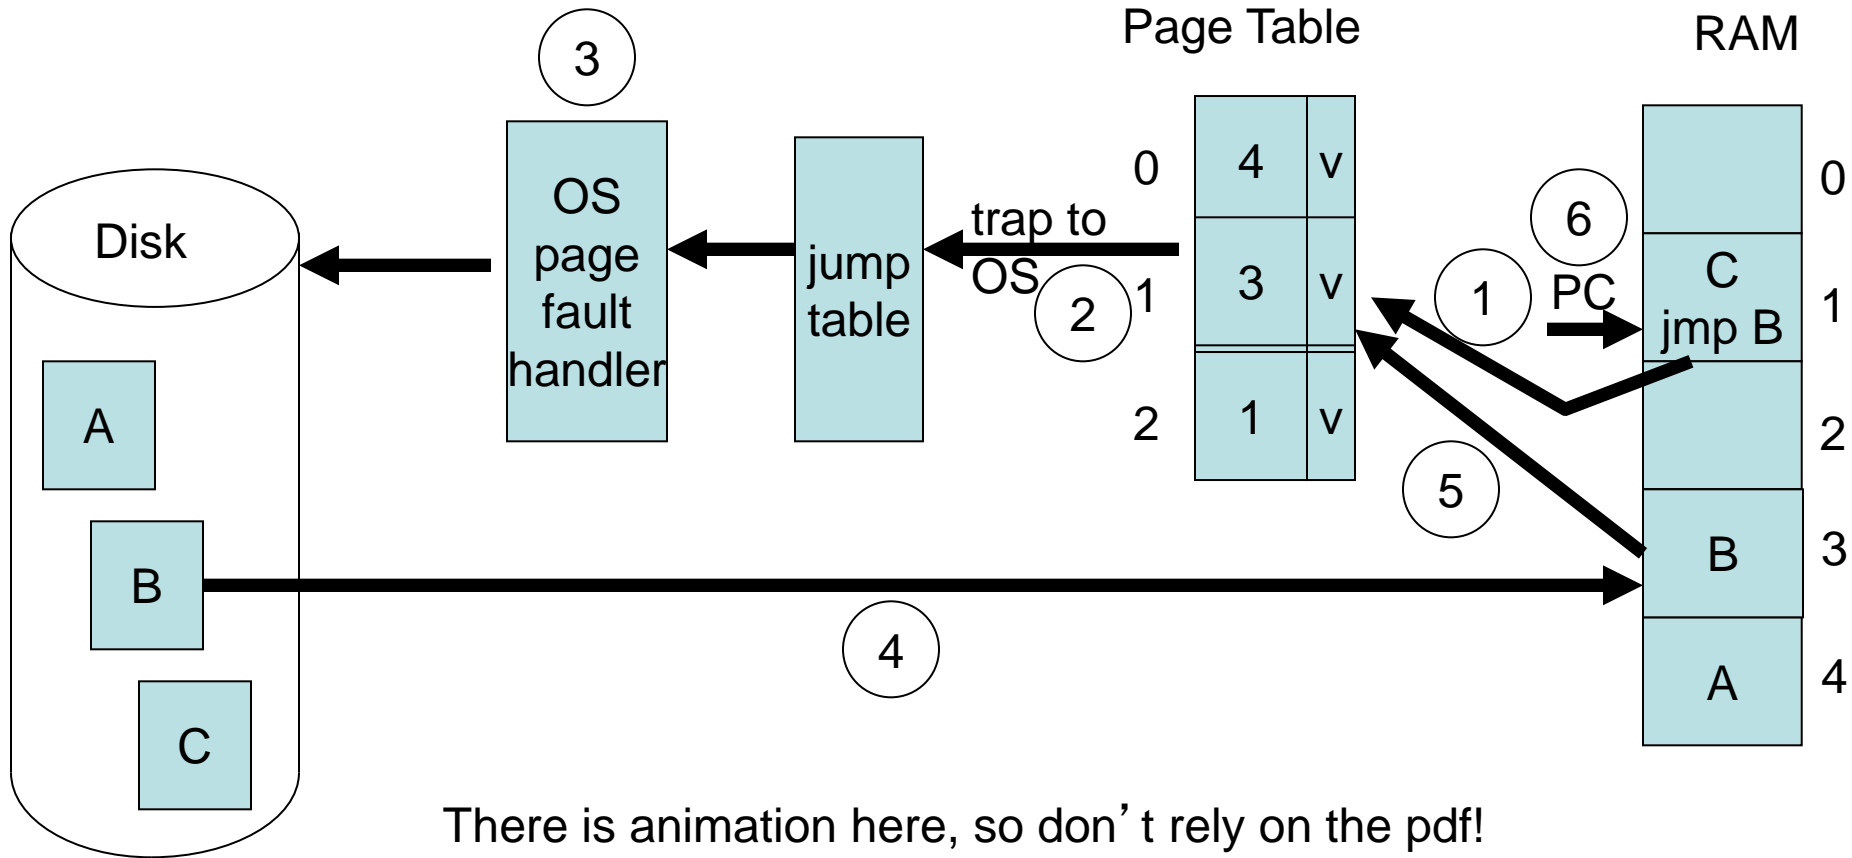 Page Table
RAM
3
Disk
OS
page
fault
handler
jump
table
trap to
OS
2
0
4 v
1
3 v
2
1 v
1
6
PC
0
C
jmp B
1
2
B
3
A
4
5
4
A
B
C
There is animation here, so don’t rely on the pdf!